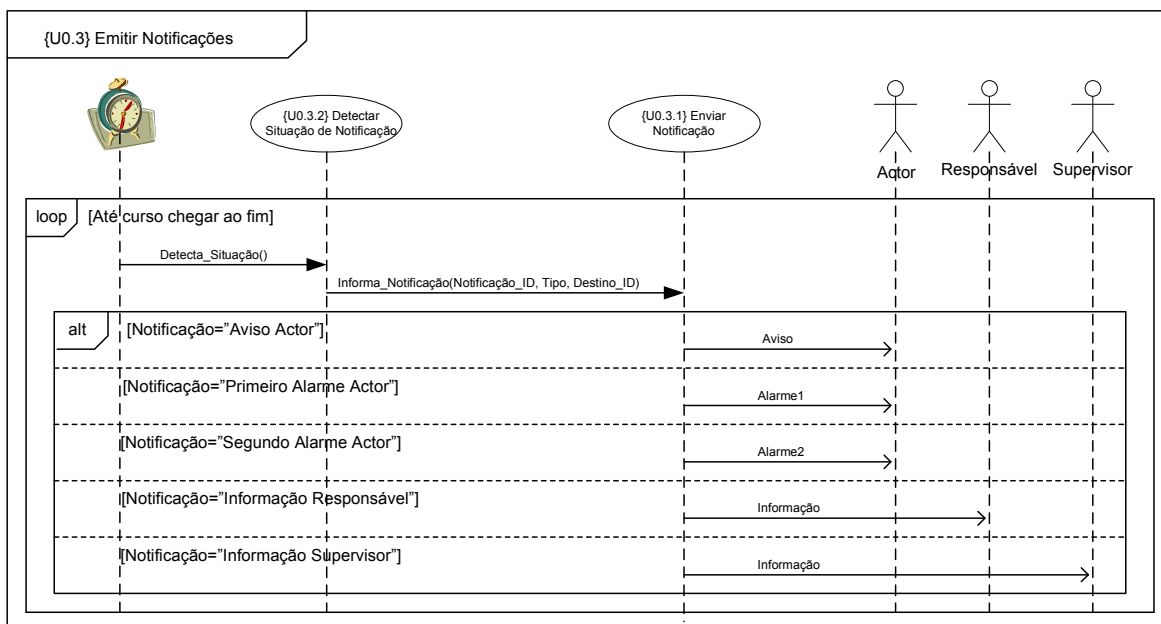 {U0.3} Emitir Notificações
{U0.3.2} Detectar
Situação de Notificação
{U0.3.1} Enviar
Notificação
Actor
Responsável
Supervisor
loop
[Até curso chegar ao fim]
Detecta_Situação()
Informa_Notificação(Notificação_ID, Tipo, Destino_ID)
alt
[Notificação=”Aviso Actor”]
Aviso
[Notificação=”Primeiro Alarme Actor”]
Alarme1
[Notificação=”Segundo Alarme Actor”]
Alarme2
[Notificação=”Informação Responsável”]
Informação
[Notificação=”Informação Supervisor”]
Informação